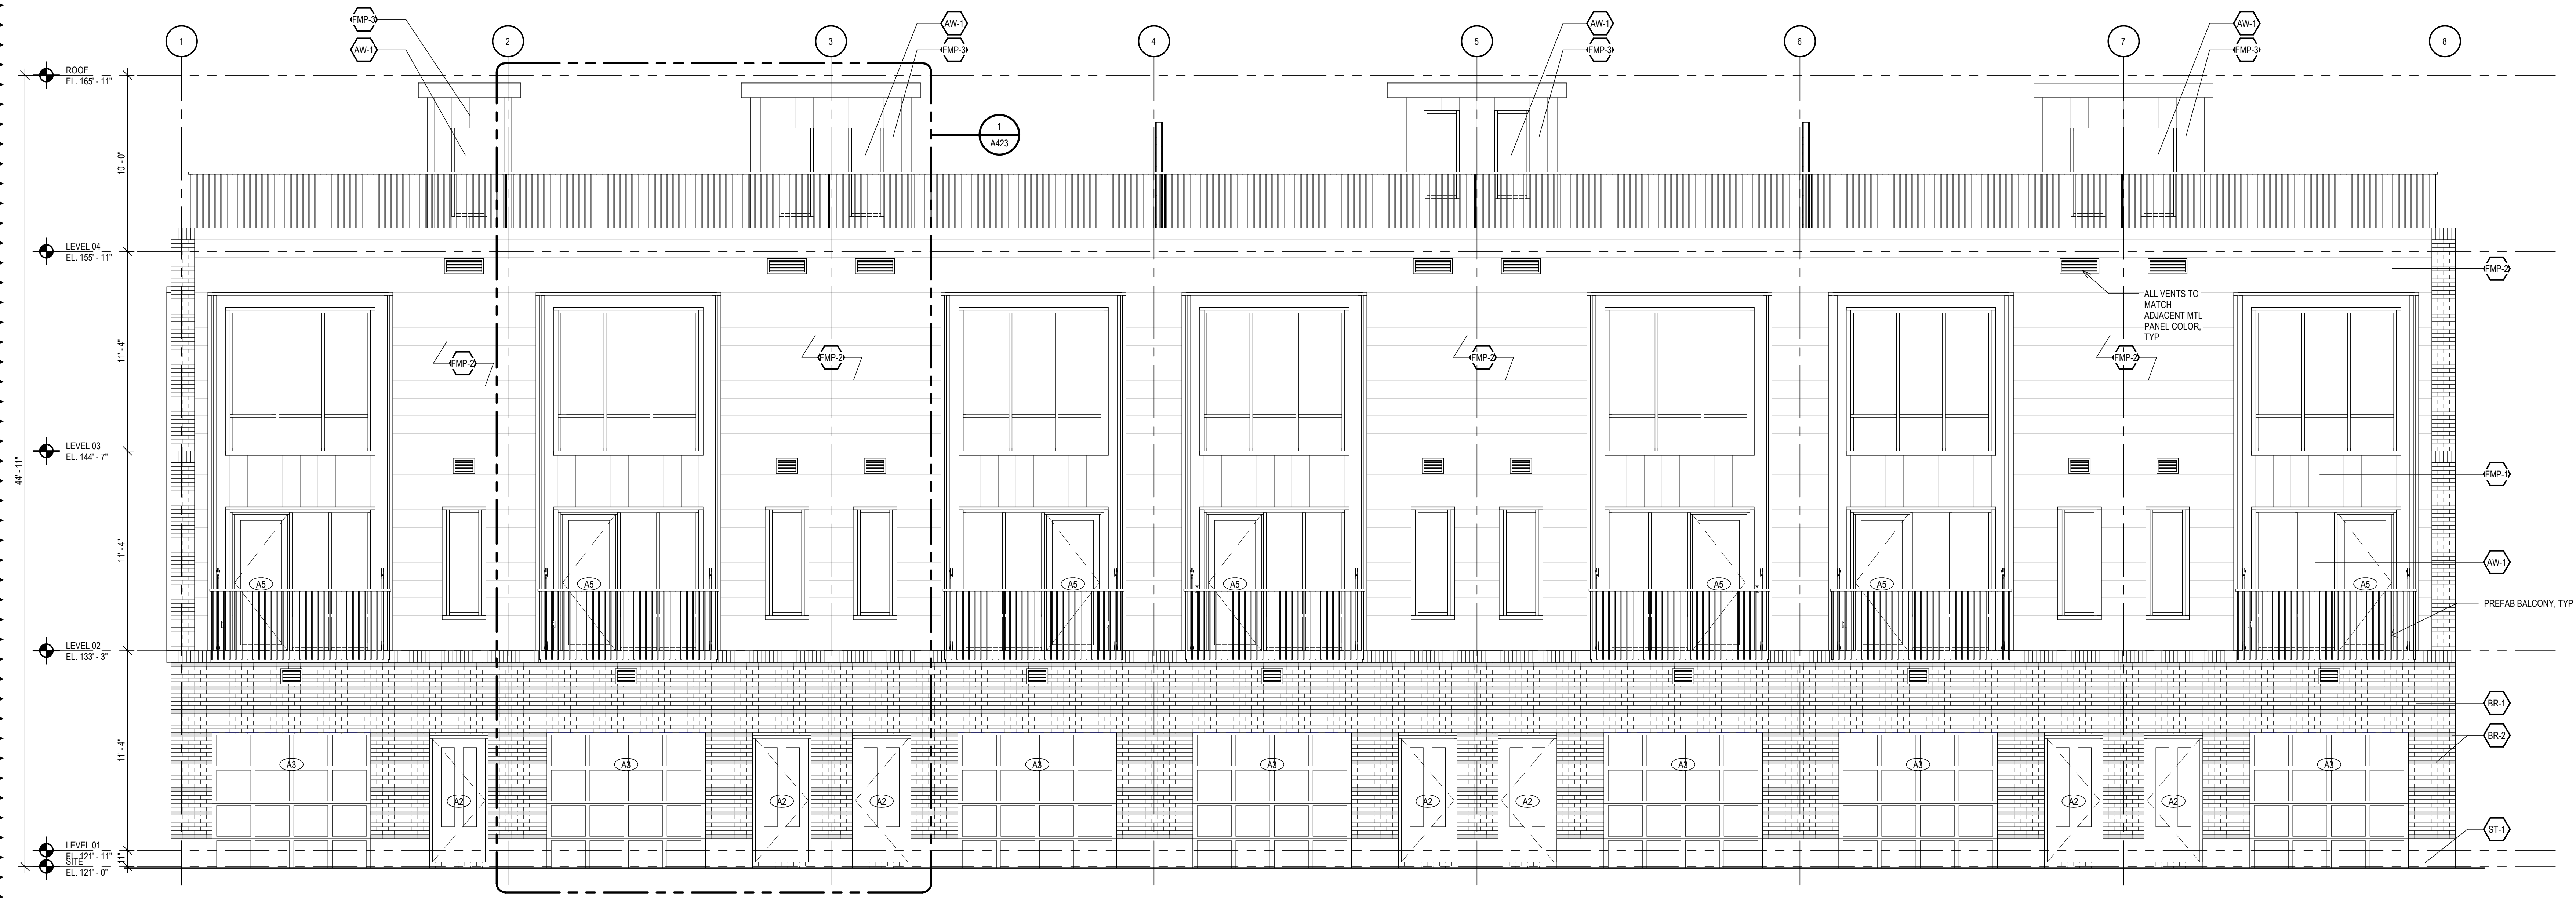 FMP-3
AW-1
AW-1
AW-1
AW-1
FMP-3
FMP-3
FMP-3
1
2
3
4
5
6
7
8
ROOF
EL. 165' - 11"
1
A423
10' - 0"
LEVEL 04
EL. 155' - 11"
FMP-2
ALL VENTS TO
MATCH
ADJACENT MTL
PANEL COLOR,
TYP
11' - 4"
FMP-2
FMP-2
FMP-2
FMP-2
LEVEL 03
EL. 144' - 7"
44' - 11"
FMP-1
11' - 4"
AW-1
A5
A5
A5
A5
A5
A5
A5
PREFAB BALCONY, TYP
LEVEL 02
EL. 133' - 3"
BR-1
BR-2
11' - 4"
A3
A3
A3
A3
A3
A3
A3
A2
A2
A2
A2
A2
A2
A2
ST-1
LEVEL 01
EL. 121' - 11"
11"
SITE
EL. 121' - 0"